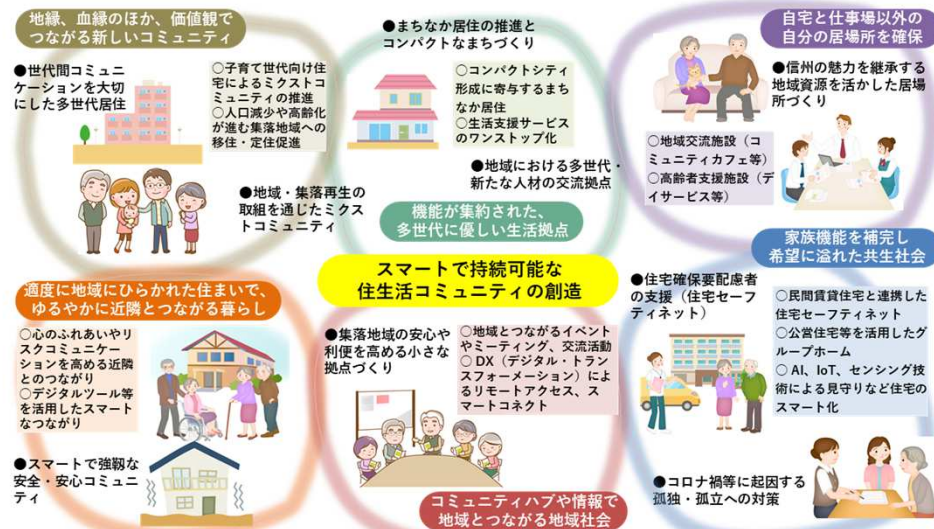 地縁、血縁のほか、価値観で
つながる新しいコミュニティ
●世代間コミュニ
ケーションを大切
にした多世代居住
○子育て世代向け住
宅によるミクストコ
ミュニティの推進
○人口減少や高齢化
が進む集落地域への
移住・定住促進
●地域・集落再生の
取組を通じたミクス
トコミュニティ
●まちなか居住の推進と
コンパクトなまちづくり
○コンパクトシティ
形成に寄与するまち
なか居住
○生活支援サービス
のワンストップ化
●地域における多世代・
新たな人材の交流拠点
機能が集約された、
多世代に優しい生活拠点
自宅と仕事場以外の
自分の居場所を確保
●信州の魅力を継承する
地域資源を活かした居場
所づくり
○地域交流施設（コ
ミュニティカフェ等）
○高齢者支援施設（デ
イサービス等）
スマートで持続可能な
住生活コミュニティの創造
適度に地域にひらかれた住まいで、
ゆるやかに近隣とつながる暮らし
○心のふれあいやリ
スクコミュニケー
ションを高める近隣
とのつながり
○デジタルツール等
を活用したスマート
なつながり
●スマートで強靱な
安全・安心コミュニ
ティ
●集落地域の安心や
利便を高める小さな
拠点づくり
○地域とつながるイベント
やミーティング、交流活動
○DX（デジタル・トラン
スフォーメーション）によ
るリモートアクセス、ス
マートコネクト
コミュニティハブや情報で
地域とつながる地域社会
家族機能を補完し
希望に溢れた共生社会
●住宅確保要配慮者
の支援（住宅セーフ
ティネット）
○民間賃貸住宅と連携した
住宅セーフティネット
○公営住宅等を活用したグ
ループホーム
○AI、IoT、センシング技
術による見守りなど住宅の
スマート化
●コロナ禍等に起因する
孤独・孤立への対策